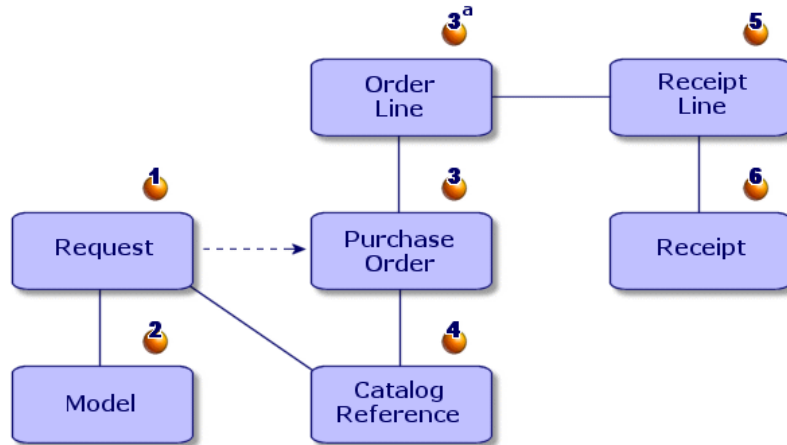 3a
5
Order
Line
Receipt
Line
1
3
6
Request
Purchase
Order
Receipt
2
4
Model
Catalog
Reference